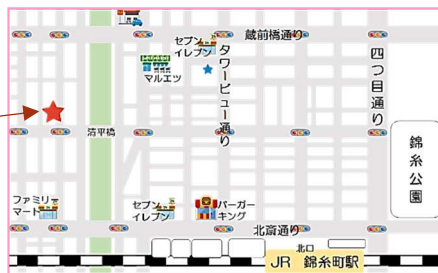 蔵前橋通り
セブン
イレブン
マルエツ
タワービュー通り
四つ目通り
清平橋
錦糸公園
ファミリー
マート
セブン
イレブン
バーガー
キング
北斎通り
北口
JR 錦糸町駅